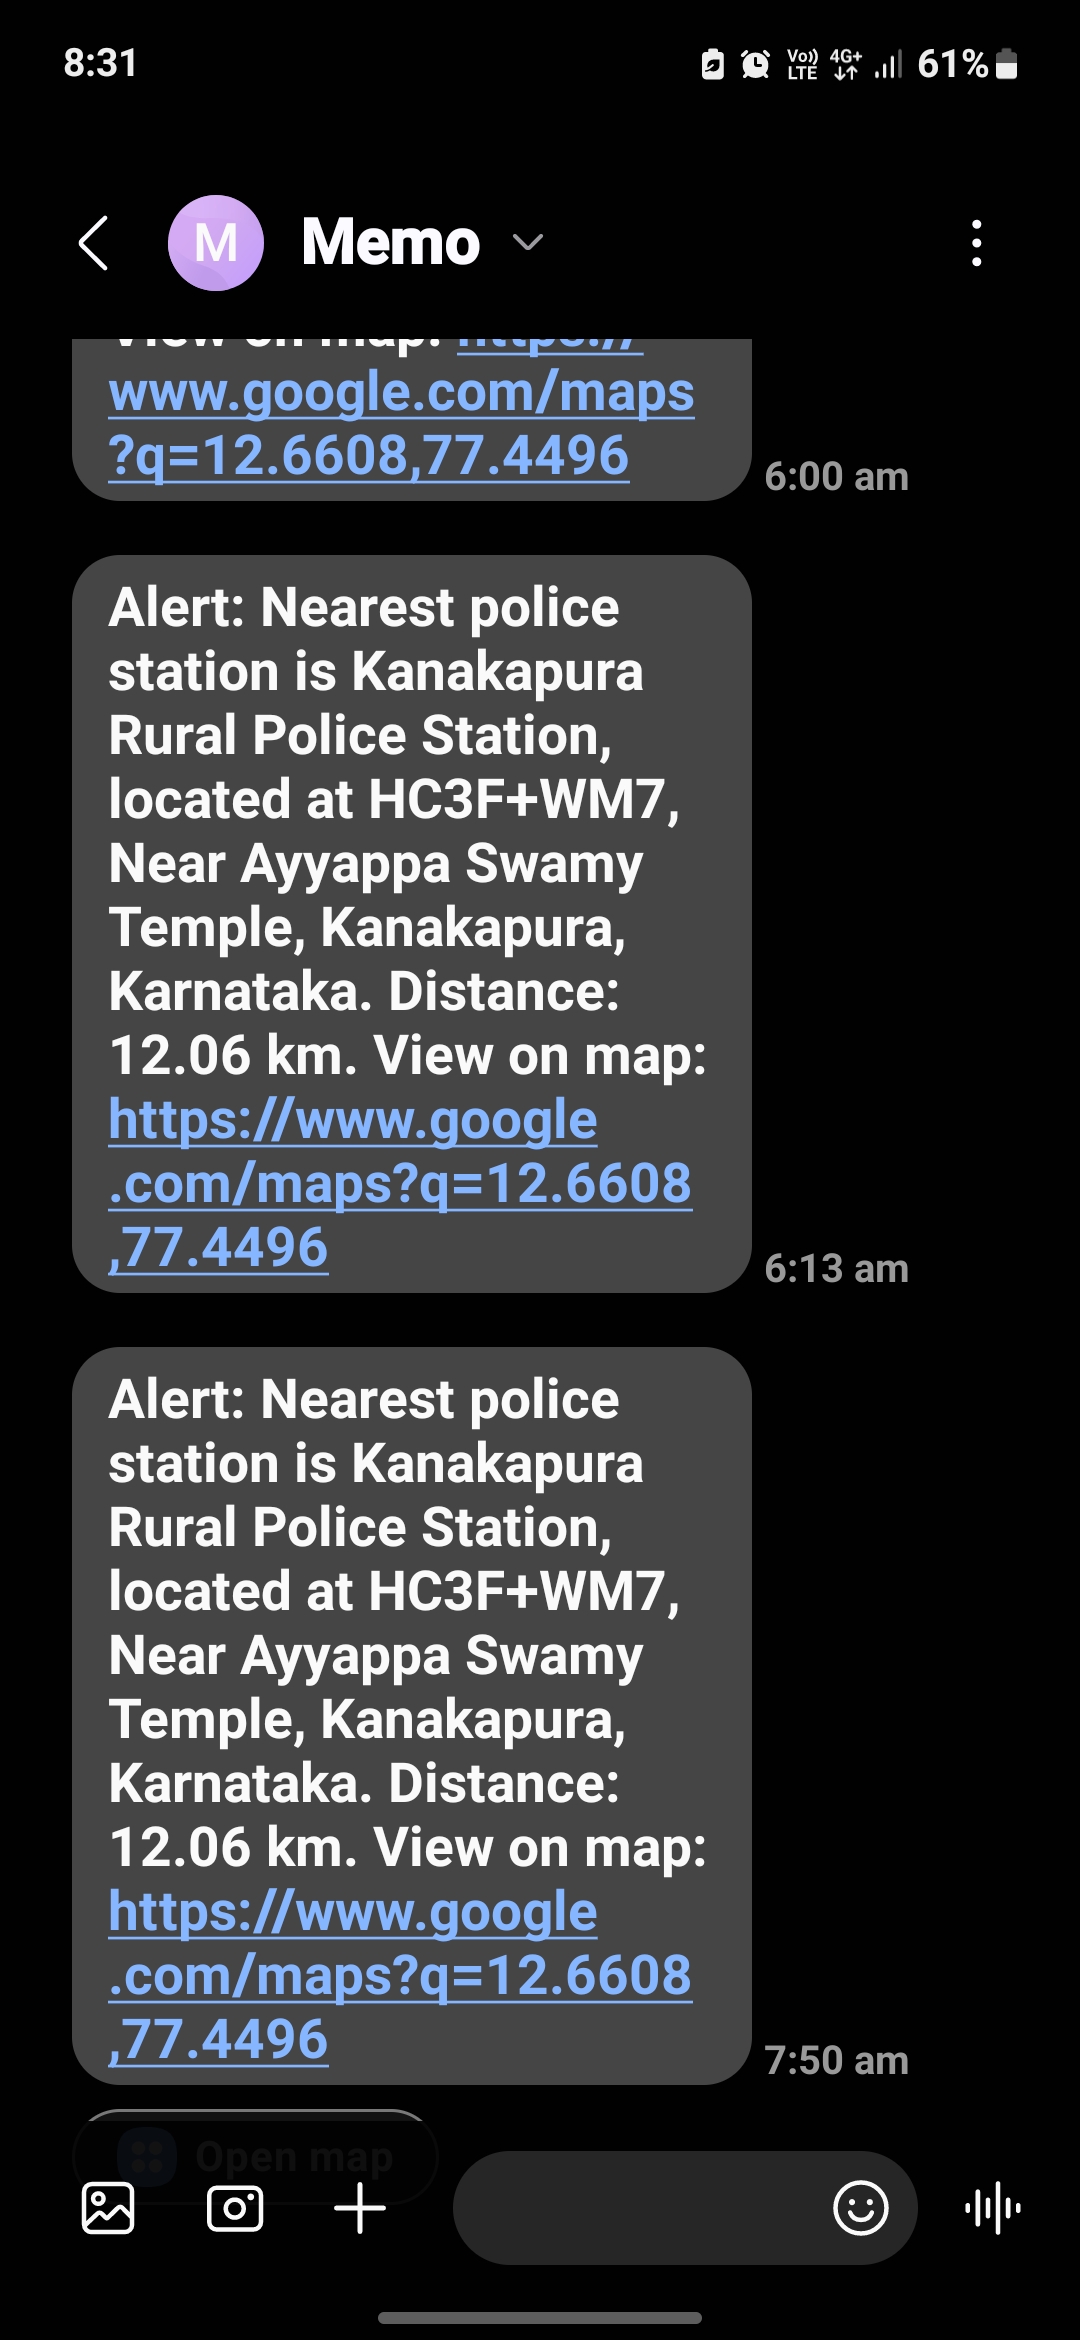 8:31
Vo)) LTE 4G+ 61%
M Memo
View on map: https://
www.google.com/maps
?q=12.6608,77.4496
6:00 am
Alert: Nearest police
station is Kanakapura
Rural Police Station,
located at HC3F+WM7,
Near Ayyappa Swamy
Temple, Kanakapura,
Karnataka. Distance:
12.06 km. View on map:
https://www.google
.com/maps?q=12.6608
,77.4496
6:13 am
Alert: Nearest police
station is Kanakapura
Rural Police Station,
located at HC3F+WM7,
Near Ayyappa Swamy
Temple, Kanakapura,
Karnataka. Distance:
12.06 km. View on map:
https://www.google
.com/maps?q=12.6608
,77.4496
7:50 am
Open map